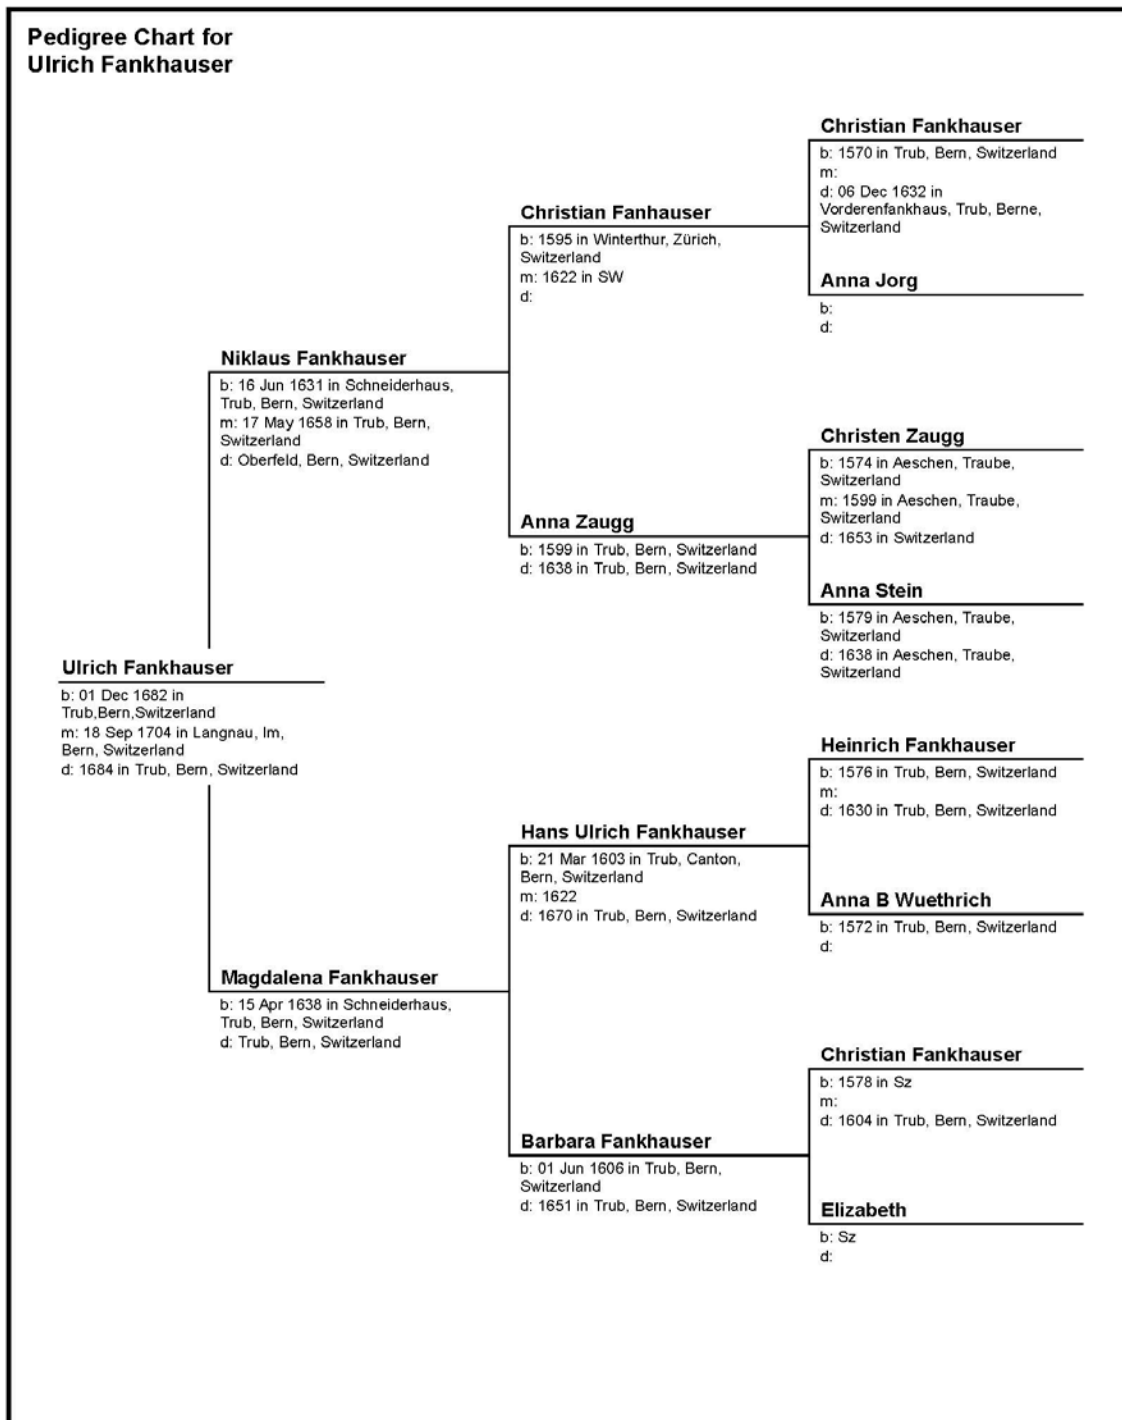 Pedigree Chart for
Ulrich Fankhauser
Christian Fankhauser
b: 1570 in Trub, Bern, Switzerland
m:
d: 06 Dec 1632 in
Vorderenfankhaus, Trub, Berne,
Switzerland
Christian Fanhauser
b: 1595 in Winterthur, Zürich,
Switzerland
m: 1622 in SW
d:
Anna Jorg
b:
d:
Niklaus Fankhauser
b: 16 Jun 1631 in Schneiderhaus,
Trub, Bern, Switzerland
m: 17 May 1658 in Trub, Bern,
Switzerland
d: Oberfeld, Bern, Switzerland
Christen Zaugg
b: 1574 in Aeschen, Traube,
Switzerland
m: 1599 in Aeschen, Traube,
Switzerland
d: 1653 in Switzerland
Anna Zaugg
b: 1599 in Trub, Bern, Switzerland
d: 1638 in Trub, Bern, Switzerland
Anna Stein
b: 1579 in Aeschen, Traube,
Switzerland
d: 1638 in Aeschen, Traube,
Switzerland
Ulrich Fankhauser
b: 01 Dec 1682 in
Trub,Bern,Switzerland
m: 18 Sep 1704 in Langnau, Im,
Bern, Switzerland
d: 1684 in Trub, Bern, Switzerland
Heinrich Fankhauser
b: 1576 in Trub, Bern, Switzerland
m:
d: 1630 in Trub, Bern, Switzerland
Hans Ulrich Fankhauser
b: 21 Mar 1603 in Trub, Canton,
Bern, Switzerland
m: 1622
d: 1670 in Trub, Bern, Switzerland
Anna B Wuethrich
b: 1572 in Trub, Bern, Switzerland
d:
Magdalena Fankhauser
b: 15 Apr 1638 in Schneiderhaus,
Trub, Bern, Switzerland
d: Trub, Bern, Switzerland
Christian Fankhauser
b: 1578 in Sz
m:
d: 1604 in Trub, Bern, Switzerland
Barbara Fankhauser
b: 01 Jun 1606 in Trub, Bern,
Switzerland
d: 1651 in Trub, Bern, Switzerland
Elizabeth
b: Sz
d: